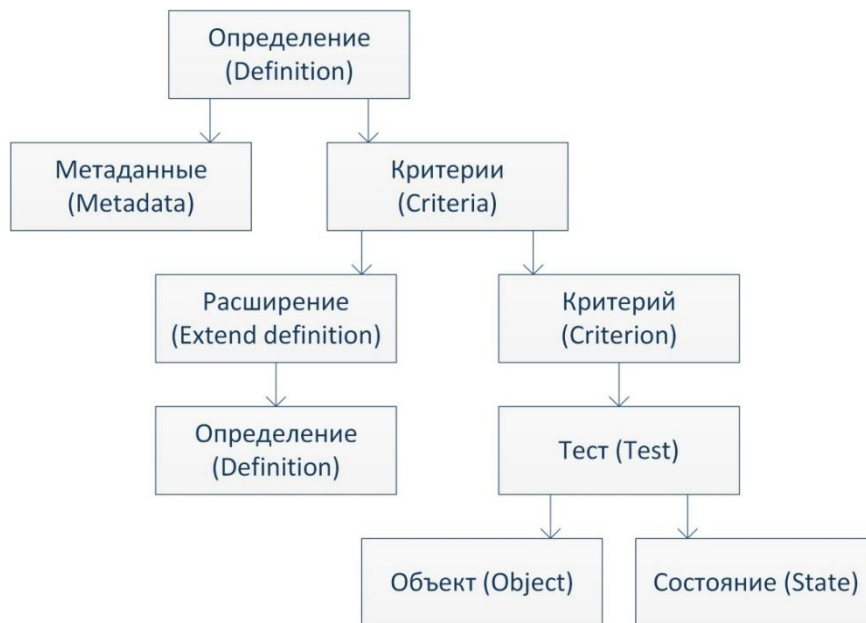 Определение
(Definition)
Метаданные
(Metadata)
Критерии
(Criteria)
Расширение
(Extend definition)
Критерий
(Criterion)
Определение
(Definition)
Тест (Test)
Объект (Object)
Состояние (State)